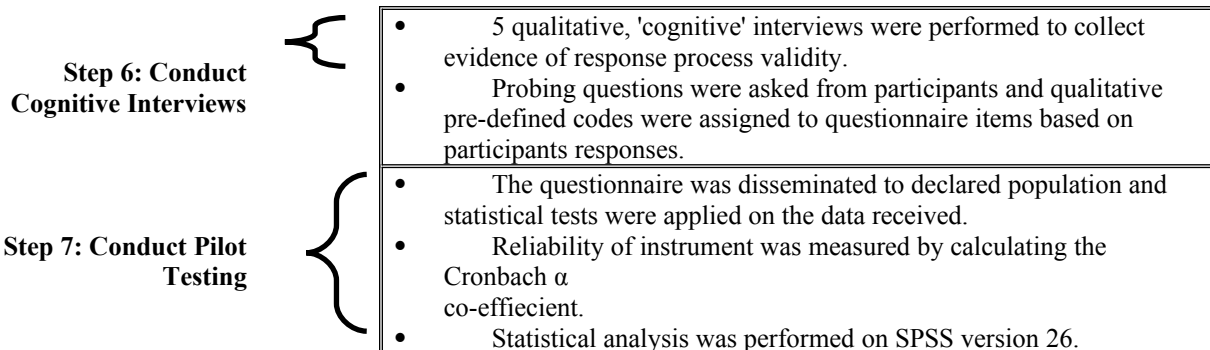 Step 6: Conduct
Cognitive Interviews
• 5 qualitative, 'cognitive' interviews were performed to collect
evidence of response process validity.
• Probing questions were asked from participants and qualitative
pre-defined codes were assigned to questionnaire items based on
participants responses.
Step 7: Conduct Pilot
Testing
• The questionnaire was disseminated to declared population and
statistical tests were applied on the data received.
• Reliability of instrument was measured by calculating the
Cronbach α
co-effiecient.
• Statistical analysis was performed on SPSS version 26.